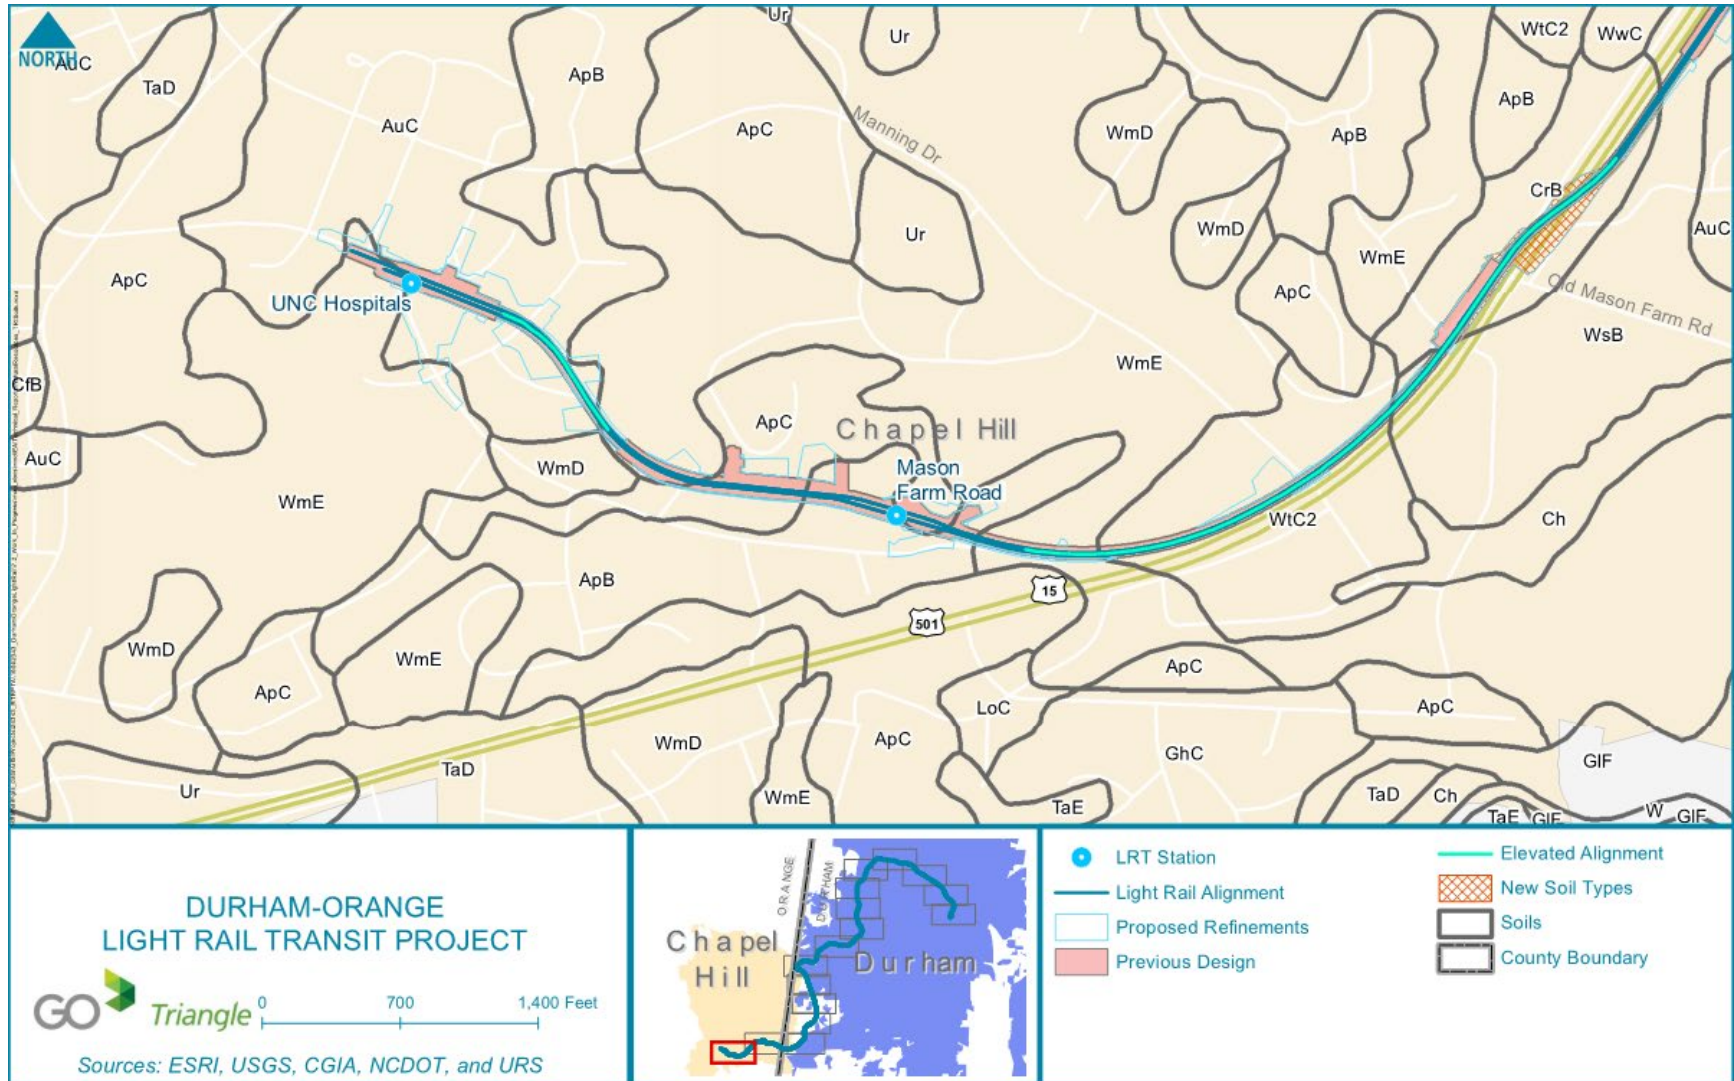 NORTH
AuC
TaD
AuC
ApB
Ur
ApC
Ur
Manning Dr
WmD
ApB
WtC2
WwC
ApB
CrB
AuC
ApC
Ur
WmD
WmE
ApC
Old Mason Farm Rd
WsB
UNC Hospitals
CfB
WmE
ApC
Chapel Hill
AuC
WmD
Mason
Farm Road
WmE
WtC2
Ch
ApB
15
501
WmD
WmE
ApC
ApC
LoC
ApC
WmD
ApC
GhC
GlF
TaD
Ur
WmE
TaE
TaD
Ch
TaE
GlF
W
GlF
DURHAM-ORANGE
LIGHT RAIL TRANSIT PROJECT
GO Triangle
0 700 1,400 Feet
Sources: ESRI, USGS, CGIA, NCDOT, and URS
ORANGE
DURHAM
Chapel
Hill
Durham
LRT Station
Light Rail Alignment
Proposed Refinements
Previous Design
Elevated Alignment
New Soil Types
Soils
County Boundary